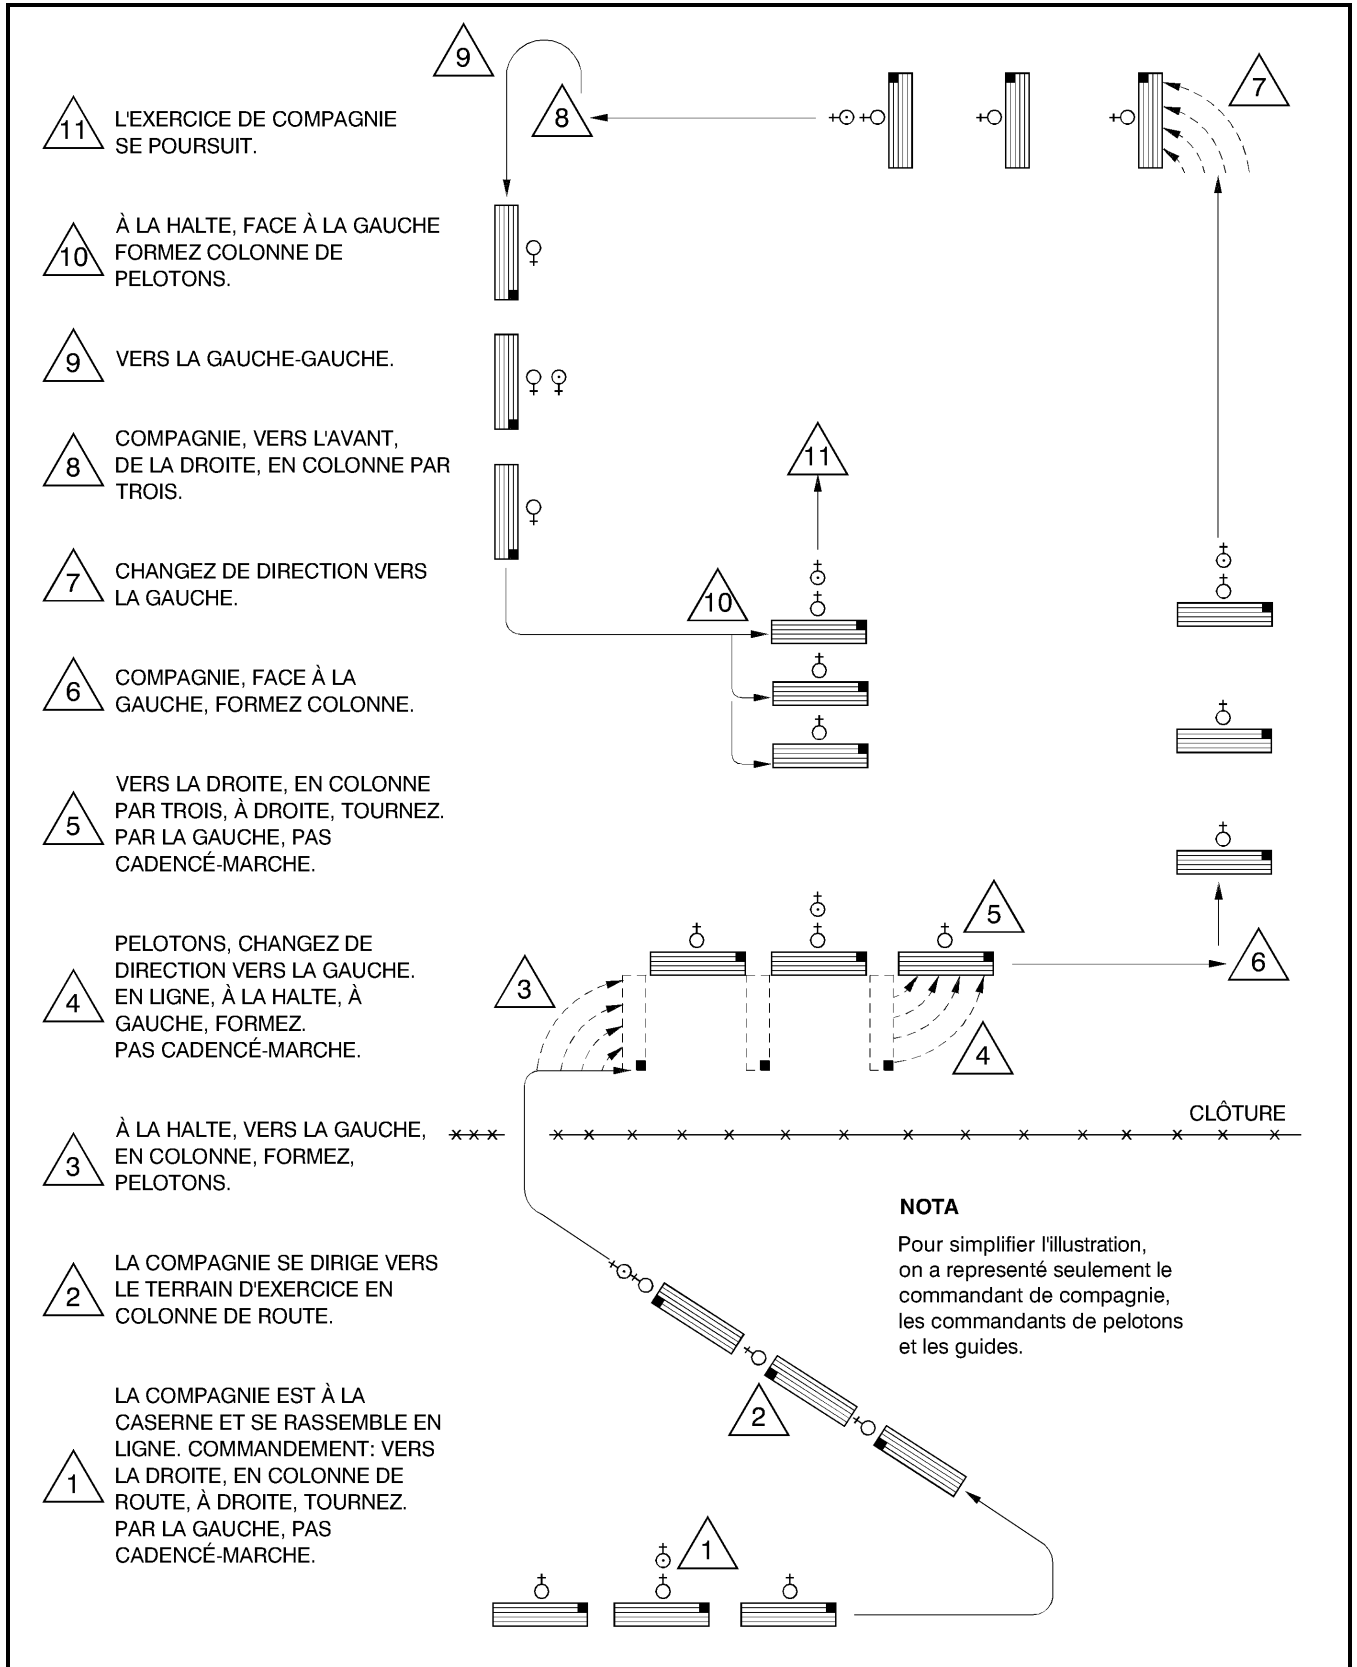 9
8
7
11
L'EXERCICE DE COMPAGNIE
SE POURSUIT.
10
À LA HALTE, FACE À LA GAUCHE
FORMEZ COLONNE DE
PELOTONS.
9
VERS LA GAUCHE-GAUCHE.
8
COMPAGNIE, VERS L'AVANT,
DE LA DROITE, EN COLONNE PAR
TROIS.
11
7
CHANGEZ DE DIRECTION VERS
LA GAUCHE.
10
6
COMPAGNIE, FACE À LA
GAUCHE, FORMEZ COLONNE.
5
VERS LA DROITE, EN COLONNE
PAR TROIS, À DROITE, TOURNEZ.
PAR LA GAUCHE, PAS
CADENCÉ-MARCHE.
5
6
3
4
4
PELOTONS, CHANGEZ DE
DIRECTION VERS LA GAUCHE.
EN LIGNE, À LA HALTE, À
GAUCHE, FORMEZ.
PAS CADENCÉ-MARCHE.
CLÔTURE
3
À LA HALTE, VERS LA GAUCHE,
EN COLONNE, FORMEZ,
PELOTONS.
NOTA
Pour simplifier l'illustration,
on a representé seulement le
commandant de compagnie,
les commandants de pelotons
et les guides.
2
LA COMPAGNIE SE DIRIGE VERS
LE TERRAIN D'EXERCICE EN
COLONNE DE ROUTE.
2
1
LA COMPAGNIE EST À LA
CASERNE ET SE RASSEMBLE EN
LIGNE. COMMANDEMENT: VERS
LA DROITE, EN COLONNE DE
ROUTE, À DROITE, TOURNEZ.
PAR LA GAUCHE, PAS
CADENCÉ-MARCHE.
1